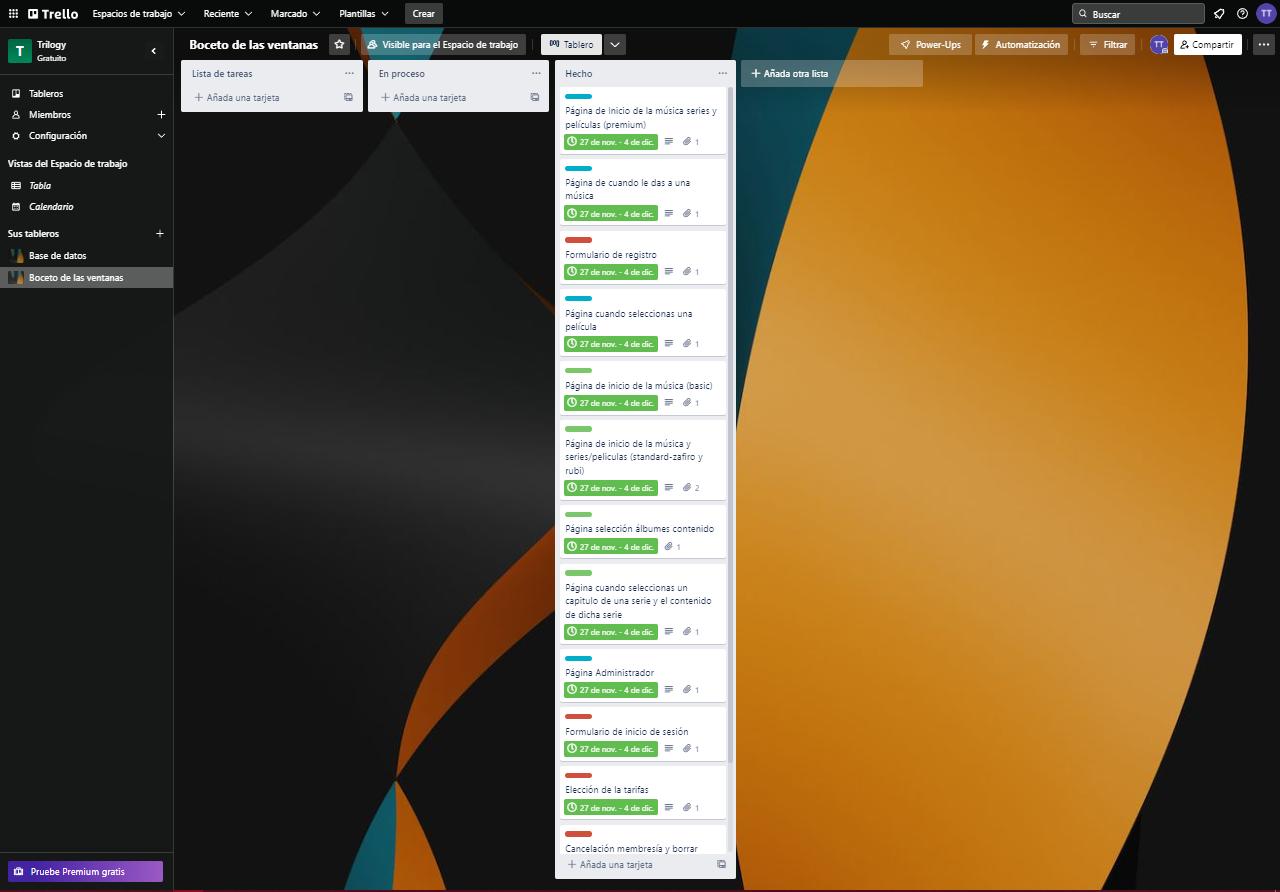 Trello
Espacios de trabajo
Reciente
Marcado
Plantillas
Crear
Buscar
TT
T
Trilogy
Gratuito
Tableros
Miembros
Configuración
Vistas del Espacio de trabajo
Tabla
Calendario
Sus tableros
Base de datos
Boceto de las ventanas
Pruebe Premium gratis
Boceto de las ventanas
Visible para el Espacio de trabajo
Tablero
Power-Ups
Automatización
Filtrar
TT
Compartir
Lista de tareas
Añada una tarjeta
En proceso
Añada una tarjeta
Hecho
Página de Inicio de la música series y
películas (premium)
27 de nov. - 4 de dic. 1
Página de cuando le das a una
música
27 de nov. - 4 de dic. 1
Formulario de registro
27 de nov. - 4 de dic. 1
Página cuando seleccionas una
película
27 de nov. - 4 de dic. 1
Página de inicio de la música (basic)
27 de nov. - 4 de dic. 1
Página de inicio de la música y
series/peliculas (standard-zafiro y
rubi)
27 de nov. - 4 de dic. 2
Página selección álbumes contenido
27 de nov. - 4 de dic. 1
Página cuando seleccionas un
capitulo de una serie y el contenido
de dicha serie
27 de nov. - 4 de dic. 1
Página Administrador
27 de nov. - 4 de dic. 1
Formulario de inicio de sesión
27 de nov. - 4 de dic. 1
Elección de la tarifas
27 de nov. - 4 de dic. 1
Cancelación membresía y borrar
Añada una tarjeta
Añada otra lista